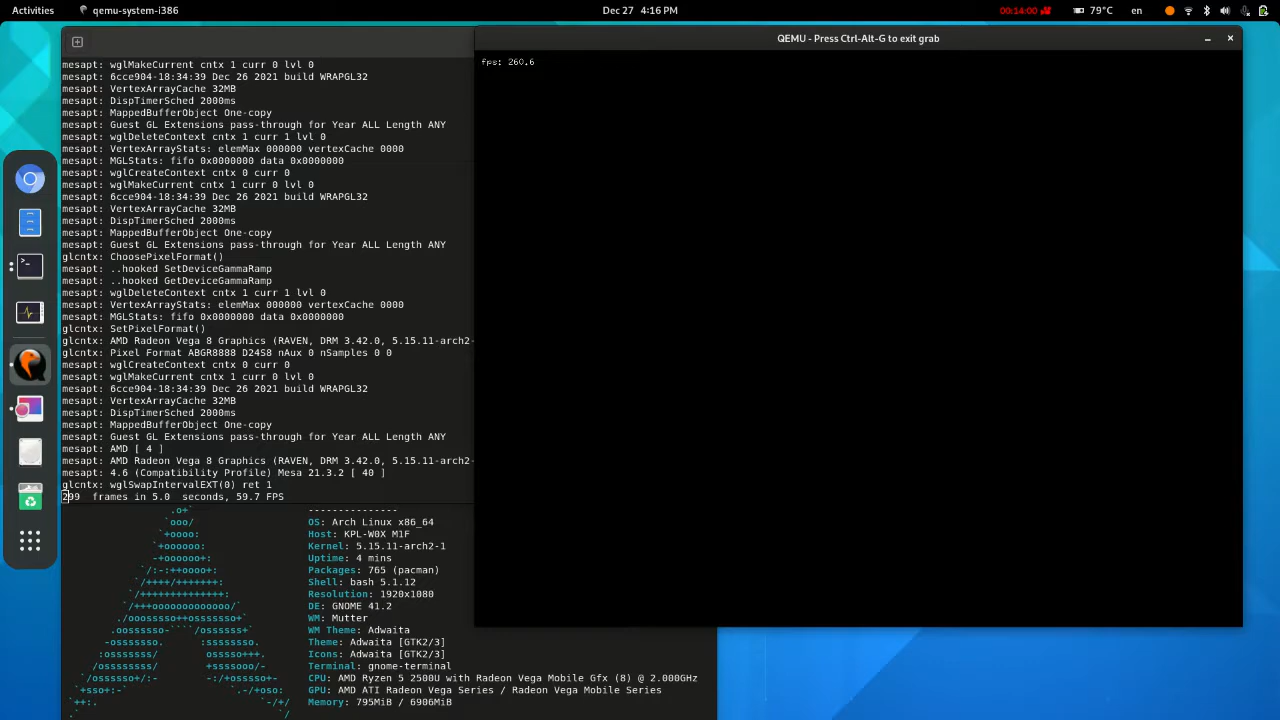 Activities
qemu-system-i386
Dec 27 4:16 PM
00:14:00
79°C
en
QEMU - Press Ctrl-Alt-G to exit grab
fps: 260.6
mesapt: wglMakeCurrent cntx 1 curr 0 lvl 0
mesapt: 6cce904-18:34:39 Dec 26 2021 build WRAPGL32
mesapt: VertexArrayCache 32MB
mesapt: DispTimerSched 2000ms
mesapt: MappedBufferObject One-copy
mesapt: Guest GL Extensions pass-through for Year ALL Length ANY
mesapt: wglDeleteContext cntx 1 curr 1 lvl 0
mesapt: VertexArrayStats: elemMax 000000 vertexCache 0000
mesapt: MGLStats: fifo 0x0000000 data 0x0000000
mesapt: wglCreateContext cntx 0 curr 0
mesapt: wglMakeCurrent cntx 1 curr 0 lvl 0
mesapt: 6cce904-18:34:39 Dec 26 2021 build WRAPGL32
mesapt: VertexArrayCache 32MB
mesapt: DispTimerSched 2000ms
mesapt: MappedBufferObject One-copy
mesapt: Guest GL Extensions pass-through for Year ALL Length ANY
glcntx: ChoosePixelFormat()
mesapt: ..hooked SetDeviceGammaRamp
mesapt: ..hooked GetDeviceGammaRamp
mesapt: wglDeleteContext cntx 1 curr 1 lvl 0
mesapt: VertexArrayStats: elemMax 000000 vertexCache 0000
mesapt: MGLStats: fifo 0x0000000 data 0x0000000
glcntx: SetPixelFormat()
glcntx: AMD Radeon Vega 8 Graphics (RAVEN, DRM 3.42.0, 5.15.11-arch2-
glcntx: Pixel Format ABGR8888 D24S8 nAux 0 nSamples 0 0
mesapt: wglCreateContext cntx 0 curr 0
mesapt: wglMakeCurrent cntx 1 curr 0 lvl 0
mesapt: 6cce904-18:34:39 Dec 26 2021 build WRAPGL32
mesapt: VertexArrayCache 32MB
mesapt: DispTimerSched 2000ms
mesapt: MappedBufferObject One-copy
mesapt: Guest GL Extensions pass-through for Year ALL Length ANY
mesapt: AMD [ 4 ]
mesapt: AMD Radeon Vega 8 Graphics (RAVEN, DRM 3.42.0, 5.15.11-arch2-
mesapt: 4.6 (Compatibility Profile) Mesa 21.3.2 [ 40 ]
glcntx: wglSwapIntervalEXT(0) ret 1
299  frames in 5.0  seconds, 59.7 FPS
.o+`                    ---------------
`ooo/                   OS: Arch Linux x86_64
`+oooo:                  Host: KPL-W0X M1F
`+oooooo:                 Kernel: 5.15.11-arch2-1
-+oooooo+:                Uptime: 4 mins
`/:-:++oooo+:               Packages: 765 (pacman)
`/++++/+++++++:              Shell: bash 5.1.12
`/++++++++++++++:             Resolution: 1920x1080
`/+++ooooooooooooo/`           DE: GNOME 41.2
./ooosssso++osssssso+`          WM: Mutter
.oossssso-````/ossssss+`         WM Theme: Adwaita
-osssssso.      :ssssssso.        Theme: Adwaita [GTK2/3]
:osssssss/        osssso+++.       Icons: Adwaita [GTK2/3]
/ossssssss/        +ssssooo/-       Terminal: gnome-terminal
`/ossssso+/:-        -:/+osssso+-     CPU: AMD Ryzen 5 2500U with Radeon Vega Mobile Gfx (8) @ 2.000GHz
`+sso+:-`                 `.-/+oso:    GPU: AMD ATI Radeon Vega Series / Radeon Vega Mobile Series
`++:.                           `-/+/   Memory: 795MiB / 6906MiB
.`                                 `/